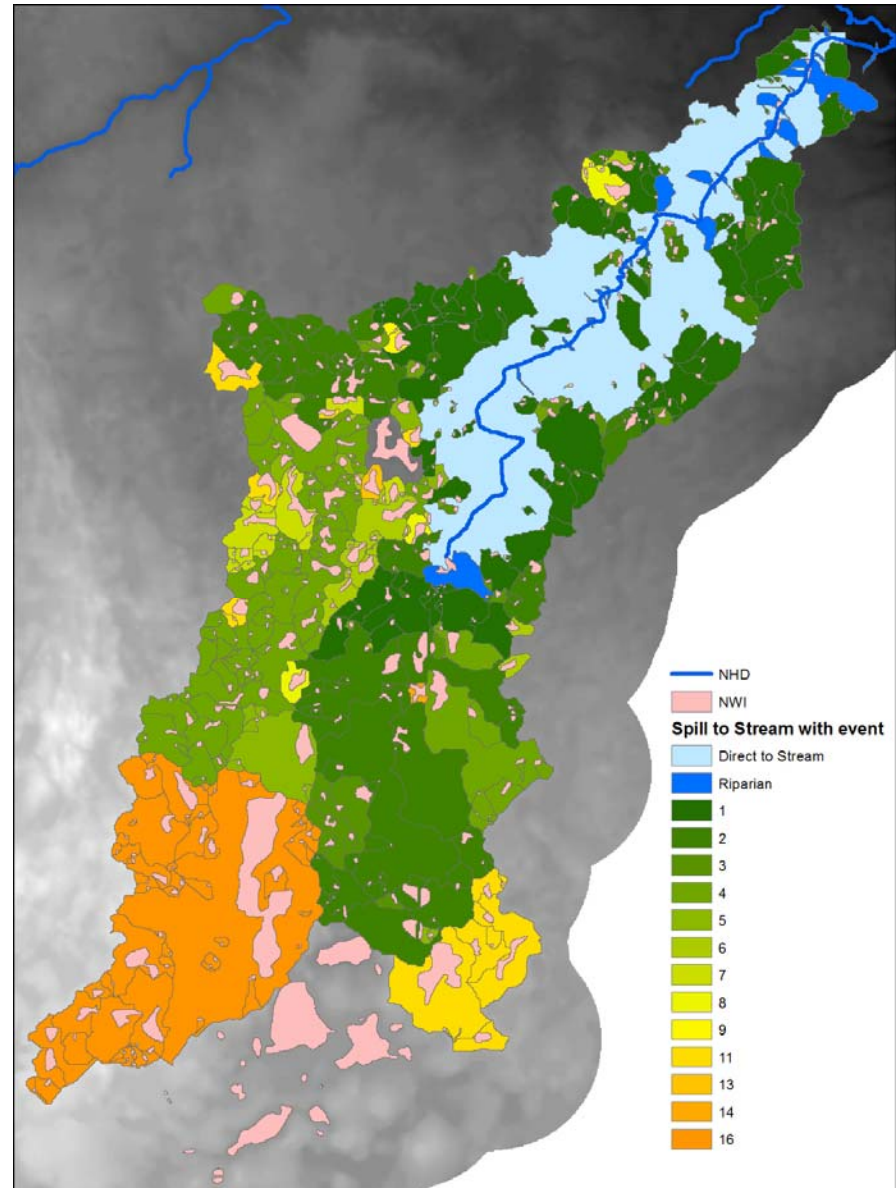 NHD
NWI
Spill to Stream with event
Direct to Stream
Riparian
1
2
3
4
5
6
7
8
9
11
13
14
16